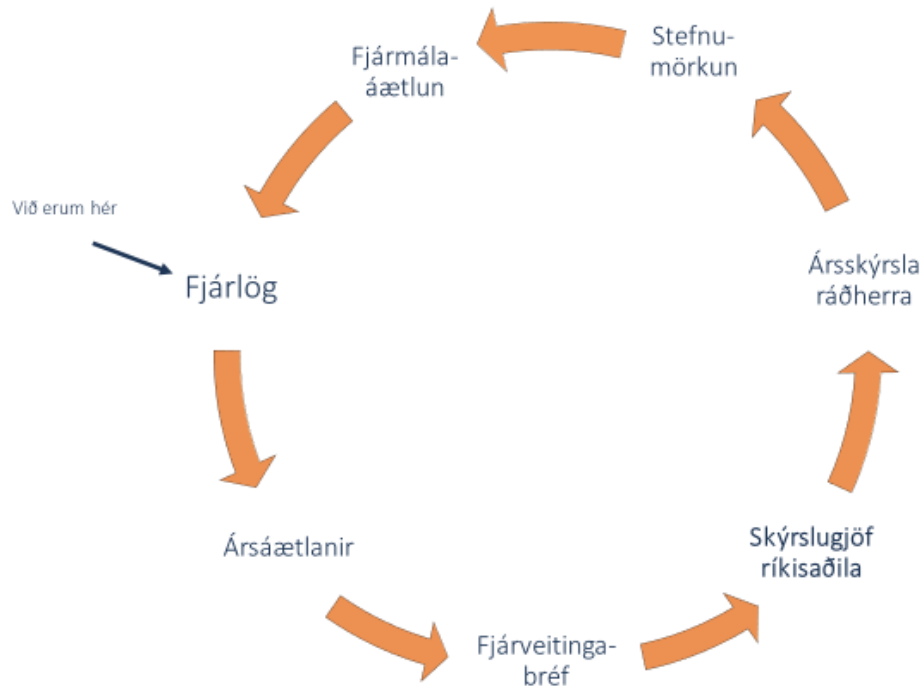 Stefnu-
mörkun
Fjármála-
áætlun
Við erum hér
Fjárlög
Ársáætlanir
Fjárveitinga-
bréf
Skýrslugjöf
ríkisaðila
Ársskýrsla
ráðherra